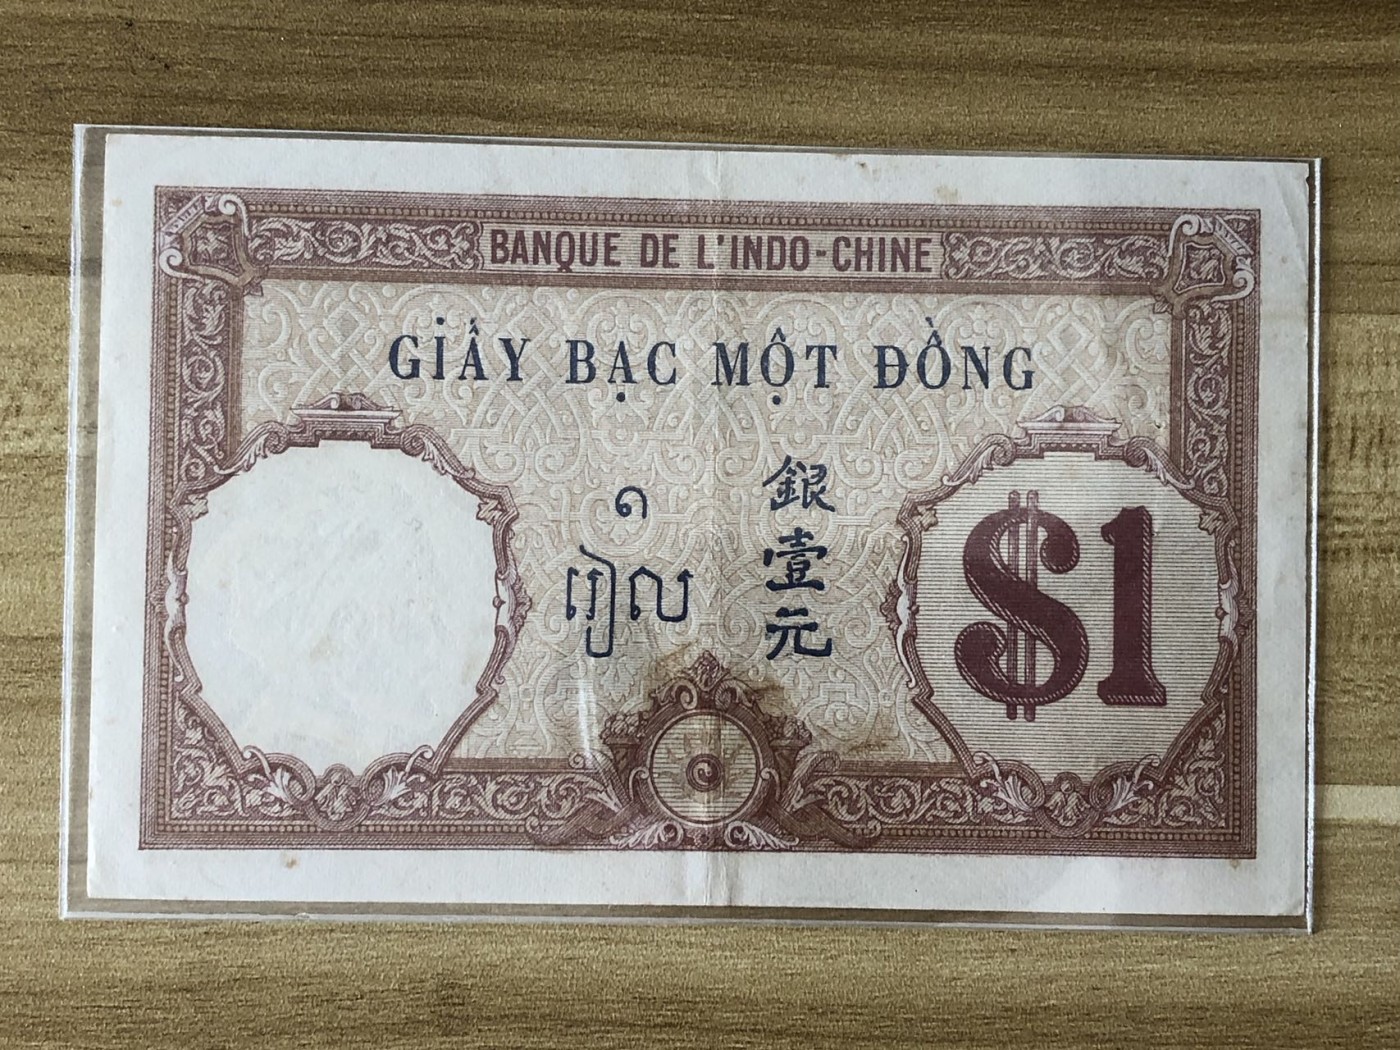 BANQUE DE L'INDO-CHINE
GIẤY BẠC MỘT ĐỒNG
១
រៀល
銀壹元
$1